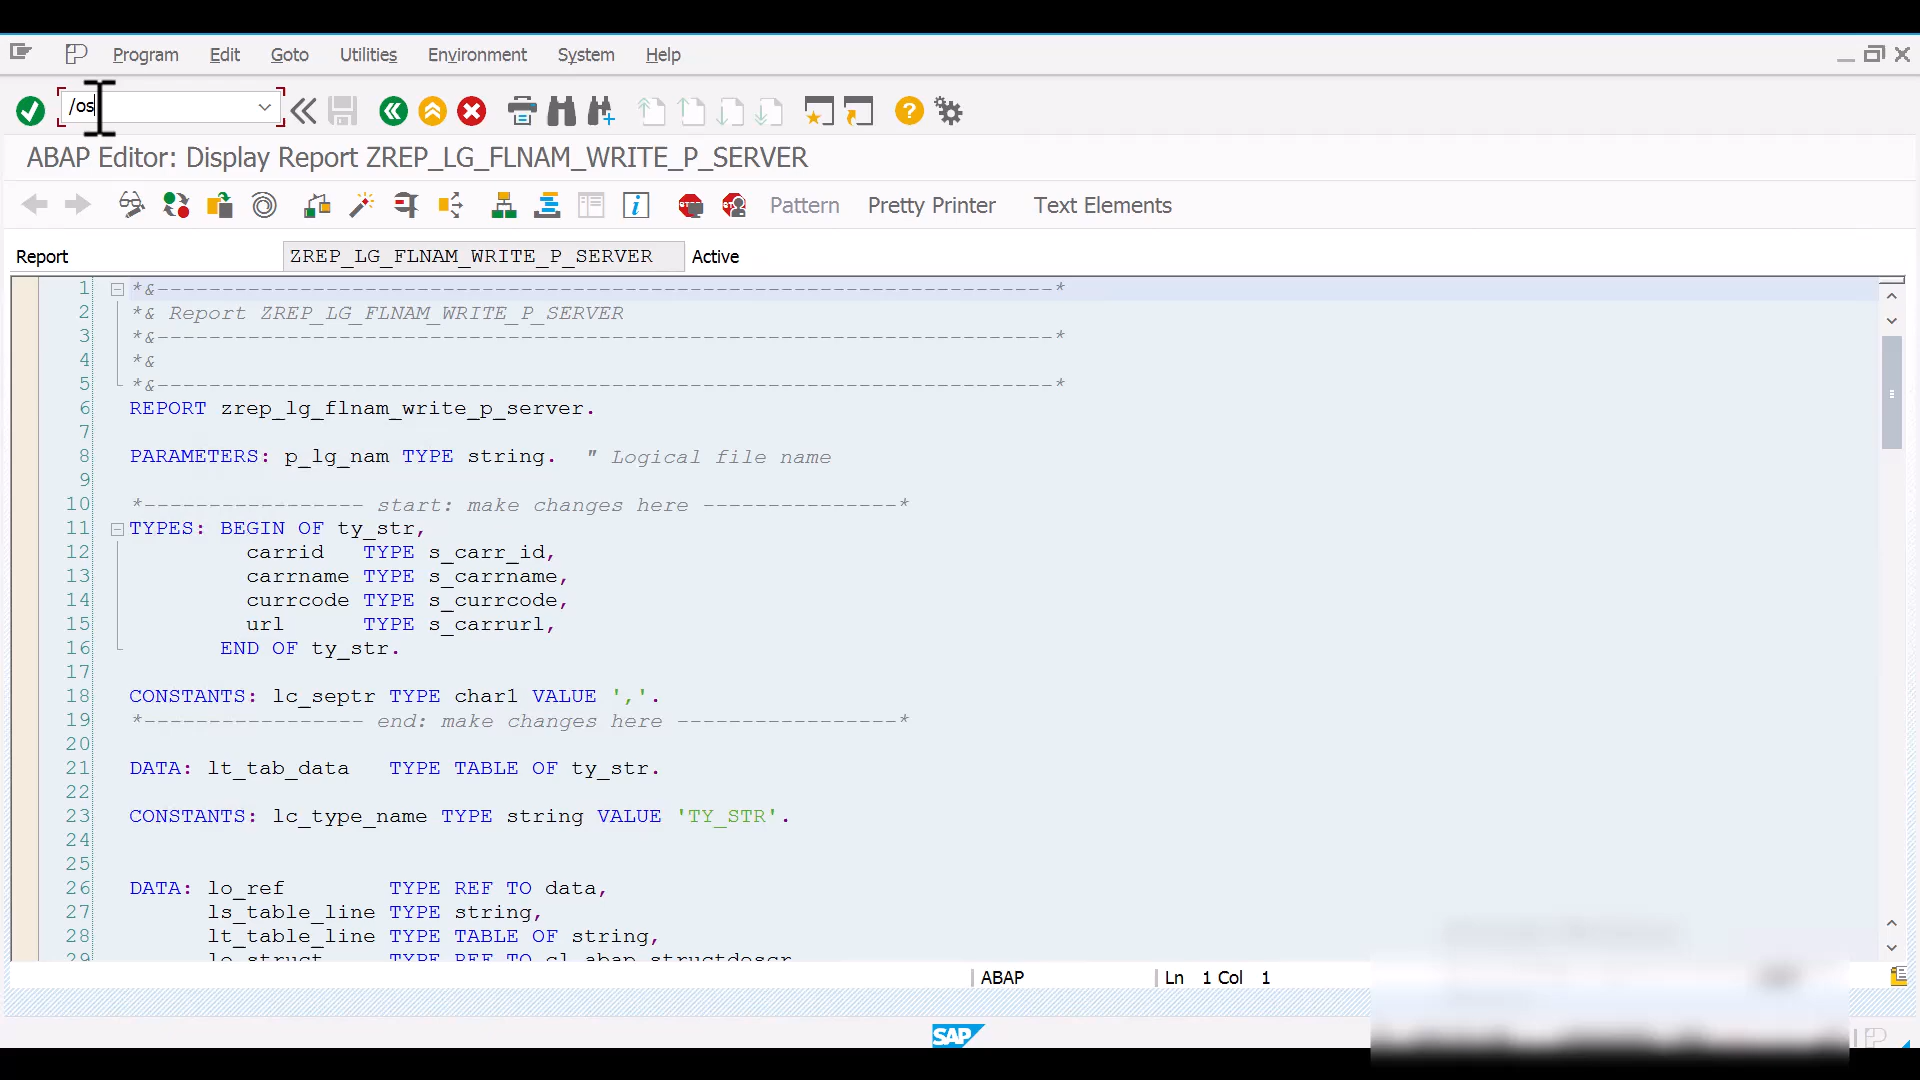 Program Edit Goto Utilities Environment System Help
/os
ABAP Editor: Display Report ZREP_LG_FLNAM_WRITE_P_SERVER
Pattern Pretty Printer Text Elements
Report ZREP_LG_FLNAM_WRITE_P_SERVER Active
1 *&---------------------------------------------------------------------*
2 *& Report ZREP_LG_FLNAM_WRITE_P_SERVER
3 *&---------------------------------------------------------------------*
4 *&
5 *&---------------------------------------------------------------------*
6 REPORT zrep_lg_flnam_write_p_server.
7
8 PARAMETERS: p_lg_nam TYPE string. " Logical file name
9
10 *----------------- start: make changes here ---------------*
11 TYPES: BEGIN OF ty_str,
12 carrid TYPE s_carr_id,
13 carrname TYPE s_carrname,
14 currcode TYPE s_currcode,
15 url TYPE s_carrurl,
16 END OF ty_str.
17
18 CONSTANTS: lc_septr TYPE char1 VALUE ','.
19 *----------------- end: make changes here -----------------*
20
21 DATA: lt_tab_data TYPE TABLE OF ty_str.
22
23 CONSTANTS: lc_type_name TYPE string VALUE 'TY_STR'.
24
25
26 DATA: lo_ref TYPE REF TO data,
27 ls_table_line TYPE string,
28 lt_table_line TYPE TABLE OF string,
29 lo_struct TYPE REF TO cl_abap_structdescr
ABAP Ln 1 Col 1
SAP